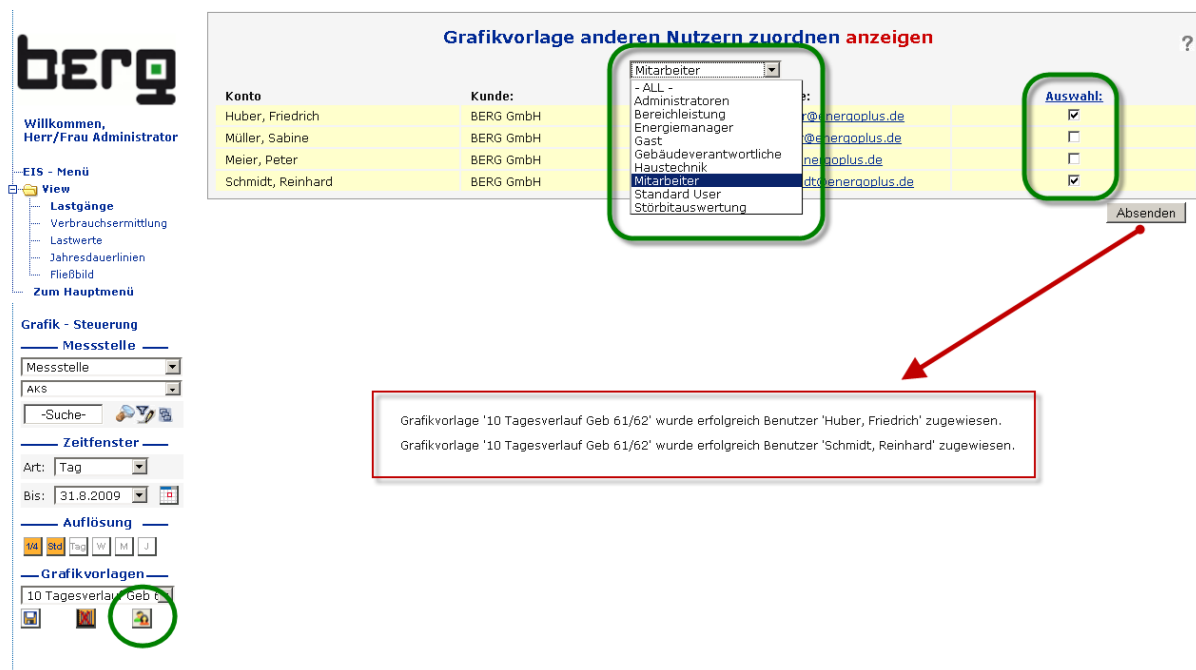 berg
Willkommen,
Herr/Frau Administrator
EIS - Menü
View
Lastgänge
Verbrauchsermittlung
Lastwerte
Jahresdauerlinien
Fließbild
Zum Hauptmenü
Grafik - Steuerung
Messstelle
Messstelle
AKS
-Suche-
Zeitfenster
Art: Tag
Bis: 31.8.2009
Auflösung
1/4 Std Tag W M J
Grafikvorlagen
10 Tagesverlauf Geb 6
Grafikvorlage anderen Nutzern zuordnen anzeigen
?
Mitarbeiter
- ALL -
Administratoren
Bereichleistung
Energiemanager
Gast
Gebäudeverantwortliche
Haustechnik
Mitarbeiter
Standard User
Störbitauswertung
Konto Kunde: Auswahl:
Huber, Friedrich BERG GmbH r@energoplus.de
Müller, Sabine BERG GmbH @energoplus.de
Meier, Peter BERG GmbH energoplus.de
Schmidt, Reinhard BERG GmbH dt@energoplus.de
Absenden
Grafikvorlage '10 Tagesverlauf Geb 61/62' wurde erfolgreich Benutzer 'Huber, Friedrich' zugewiesen.
Grafikvorlage '10 Tagesverlauf Geb 61/62' wurde erfolgreich Benutzer 'Schmidt, Reinhard' zugewiesen.